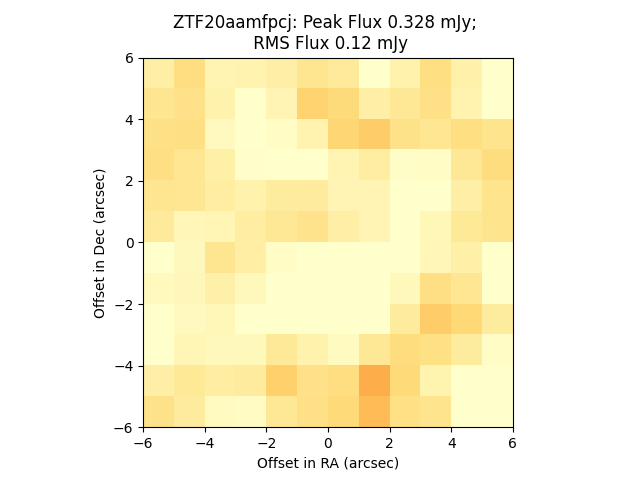 ZTF20aamfpcj: Peak Flux 0.328 mJy;
RMS Flux 0.12 mJy
6
4
2
0
−2
−4
−6
Offset in Dec (arcsec)
−6 −4 −2 0 2 4 6
Offset in RA (arcsec)